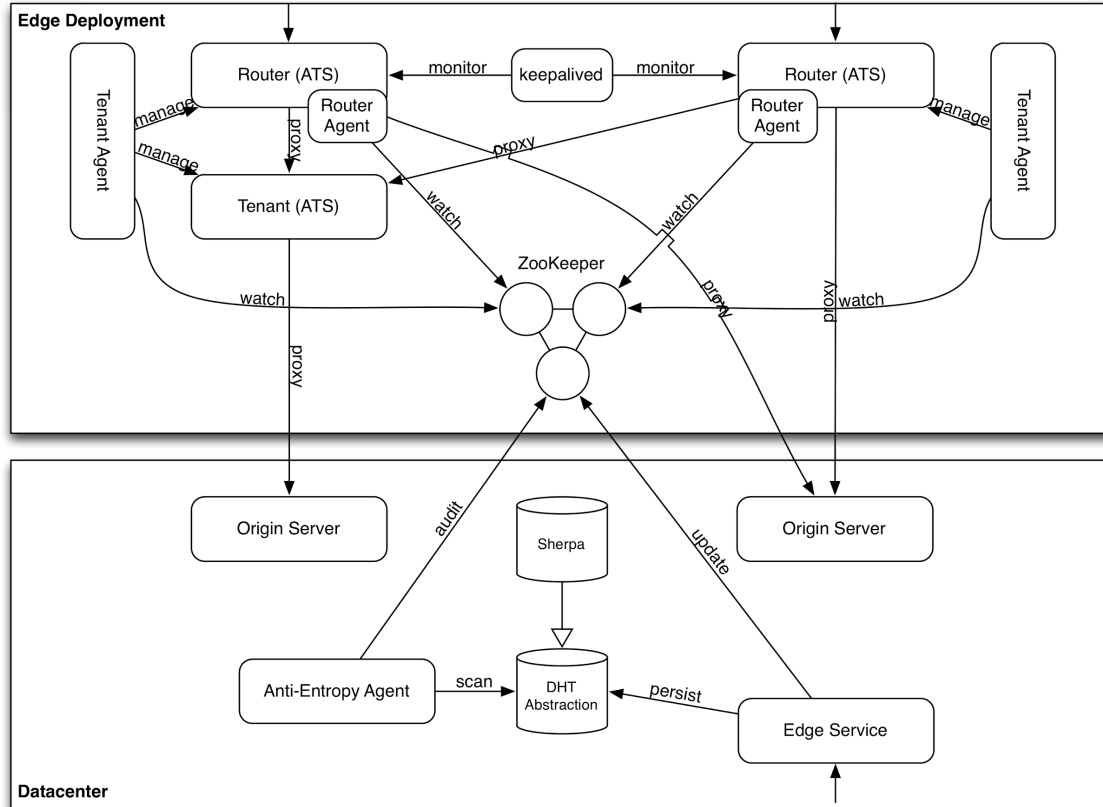 Edge Deployment
Router (ATS)
monitor
keepalived
monitor
Router (ATS)
Tenant Agent
manage
manage
Router
Agent
proxy
proxy
Router
Agent
manage
Tenant Agent
Tenant (ATS)
watch
watch
ZooKeeper
watch
proxy
proxy
watch
proxy
Origin Server
audit
Sherpa
update
Origin Server
Anti-Entropy Agent
scan
DHT
Abstraction
persist
Edge Service
Datacenter